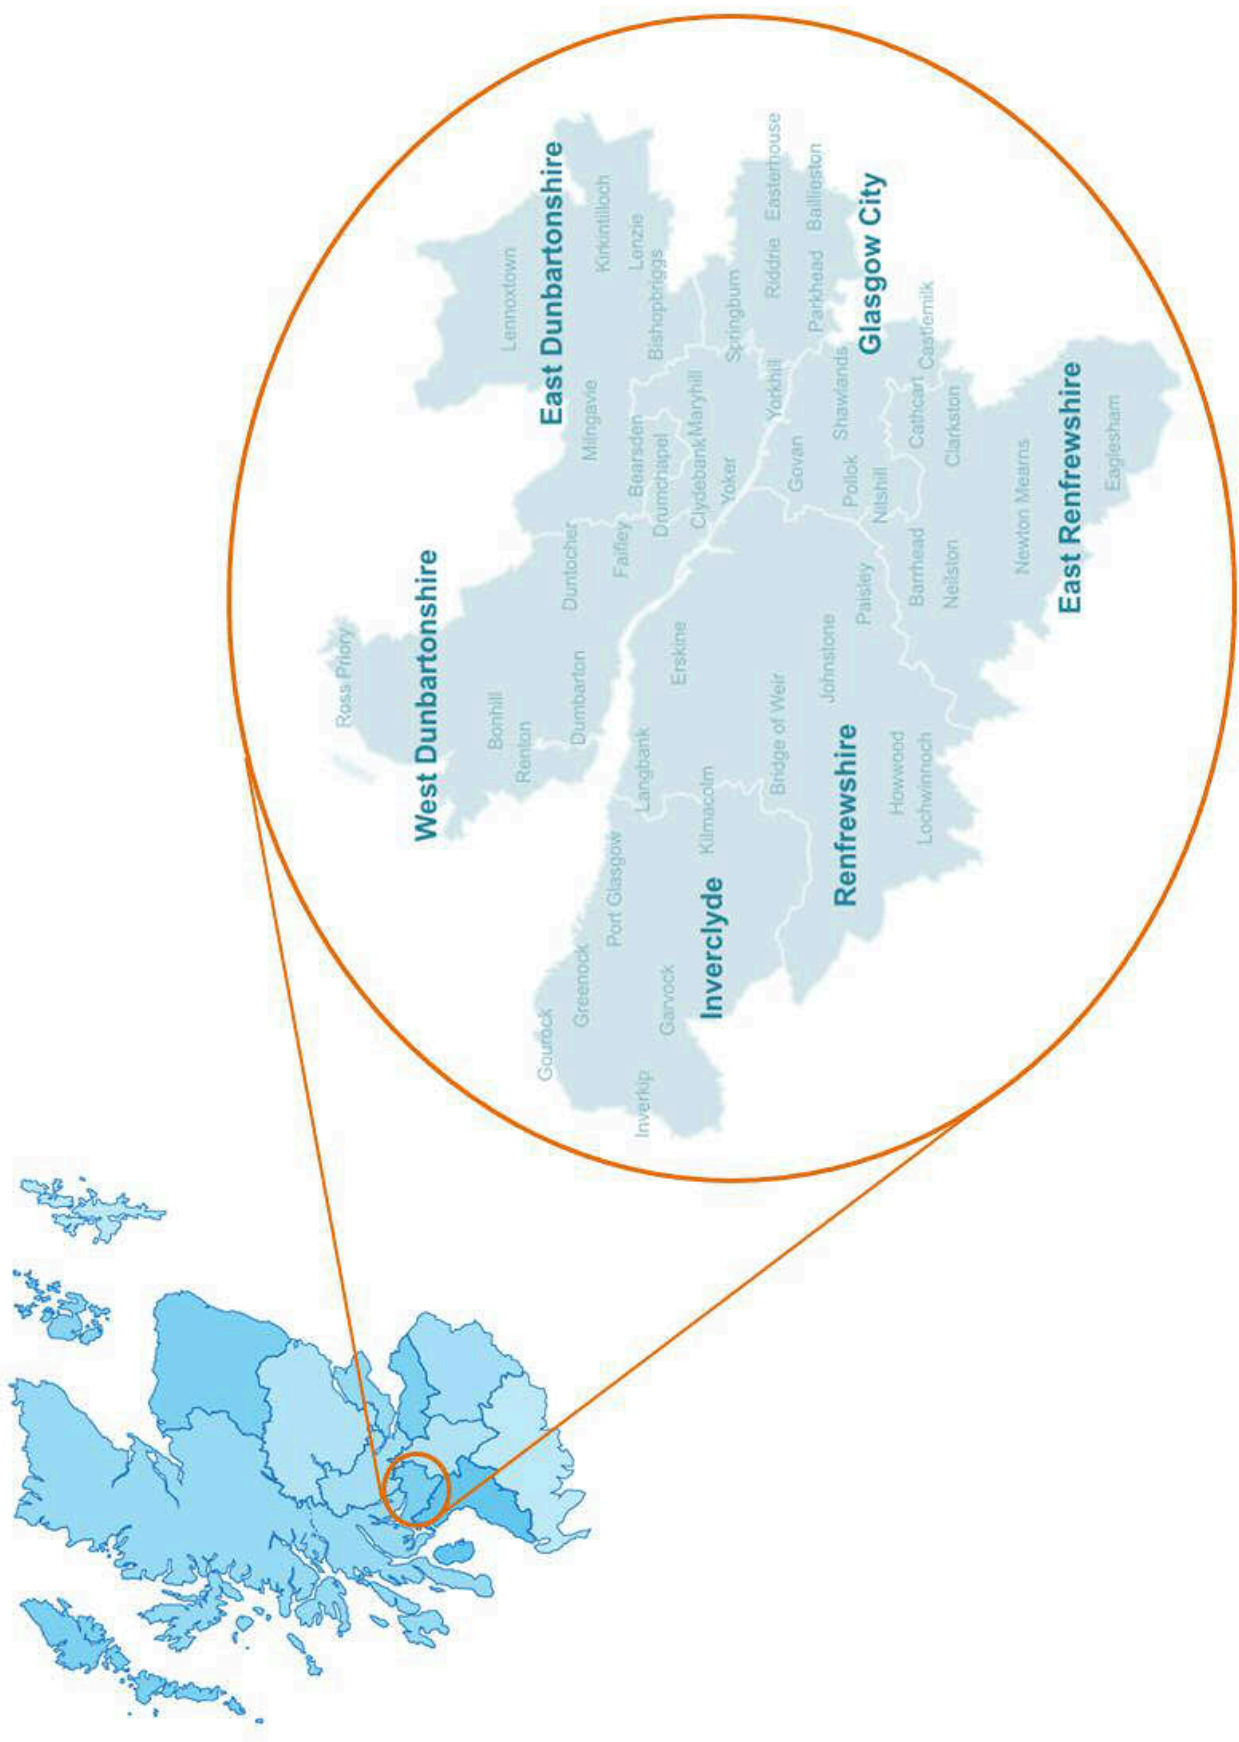 Ross Priory
West Dunbartonshire
Bonhill
Lennoxtown
Renton
Gourock
East Dunbartonshire
Duntocher
Dumbarton
Greenock
Milngavie
Kirkintilloch
Port Glasgow
Faifley
Bearsden
Lenzie
Inverkip
Langbank
Bishopbriggs
Drumchapel
Garvock
Erskine
Clydebank
Maryhill
Kilmacolm
Inverclyde
Yoker
Springburn
Bridge of Weir
Yorkhill
Riddrie
Easterhouse
Govan
Parkhead
Baillieston
Johnstone
Shawlands
Renfrewshire
Pollok
Paisley
Glasgow City
Nitshill
Howwood
Barrhead
Cathcart
Castlemilk
Lochwinnoch
Neilston
Clarkston
Newton Mearns
East Renfrewshire
Eaglesham